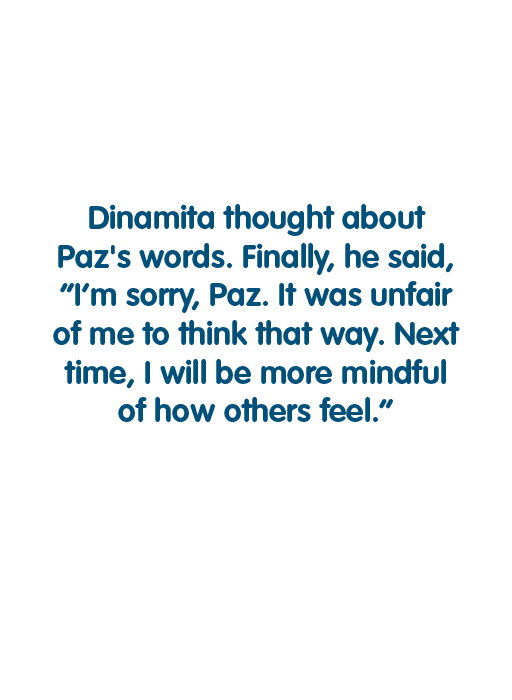 Dinamita thought about
Paz's words. Finally, he said,
“I’m sorry, Paz. It was unfair
of me to think that way. Next
time, I will be more mindful
of how others feel.”